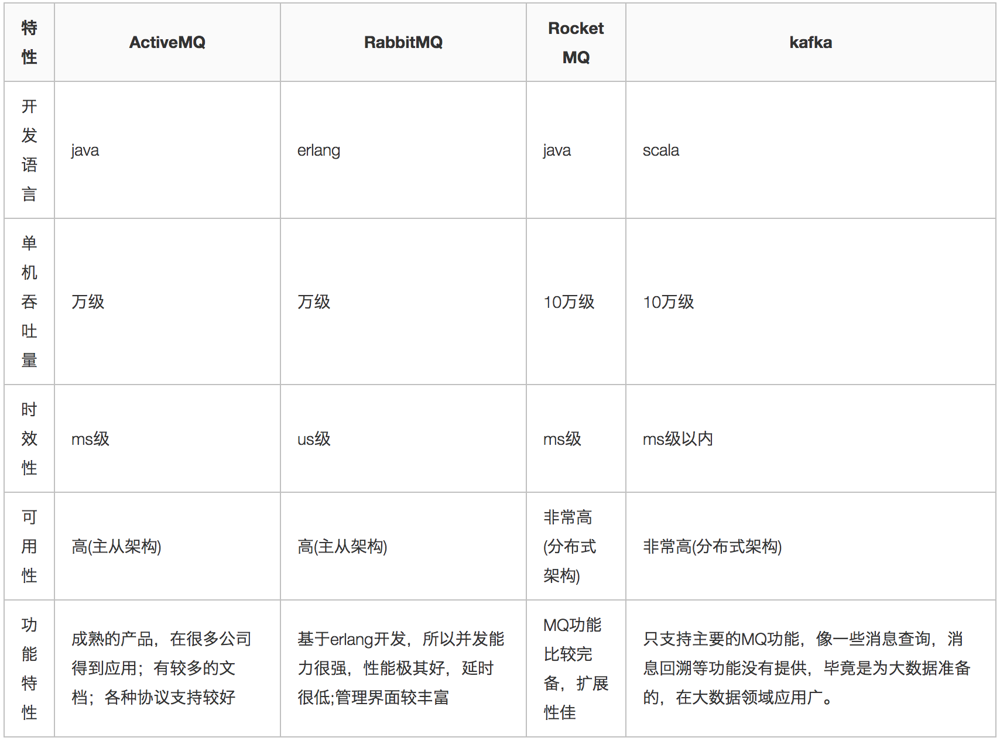 特
性
ActiveMQ
RabbitMQ
Rocket
MQ
kafka
开
发
语
言
java
erlang
java
scala
单
机
吞
吐
量
万级
万级
10万级
10万级
时
效
性
ms级
us级
ms级
ms级以内
可
用
性
高(主从架构)
高(主从架构)
非常高
(分布式
架构)
非常高(分布式架构)
功
能
特
性
成熟的产品，在很多公司
得到应用；有较多的文
档；各种协议支持较好
基于erlang开发，所以并发能
力很强，性能极其好，延时
很低;管理界面较丰富
MQ功能
比较完
备，扩展
性佳
只支持主要的MQ功能，像一些消息查询，消
息回溯等功能没有提供，毕竟是为大数据准备
的，在大数据领域应用广。